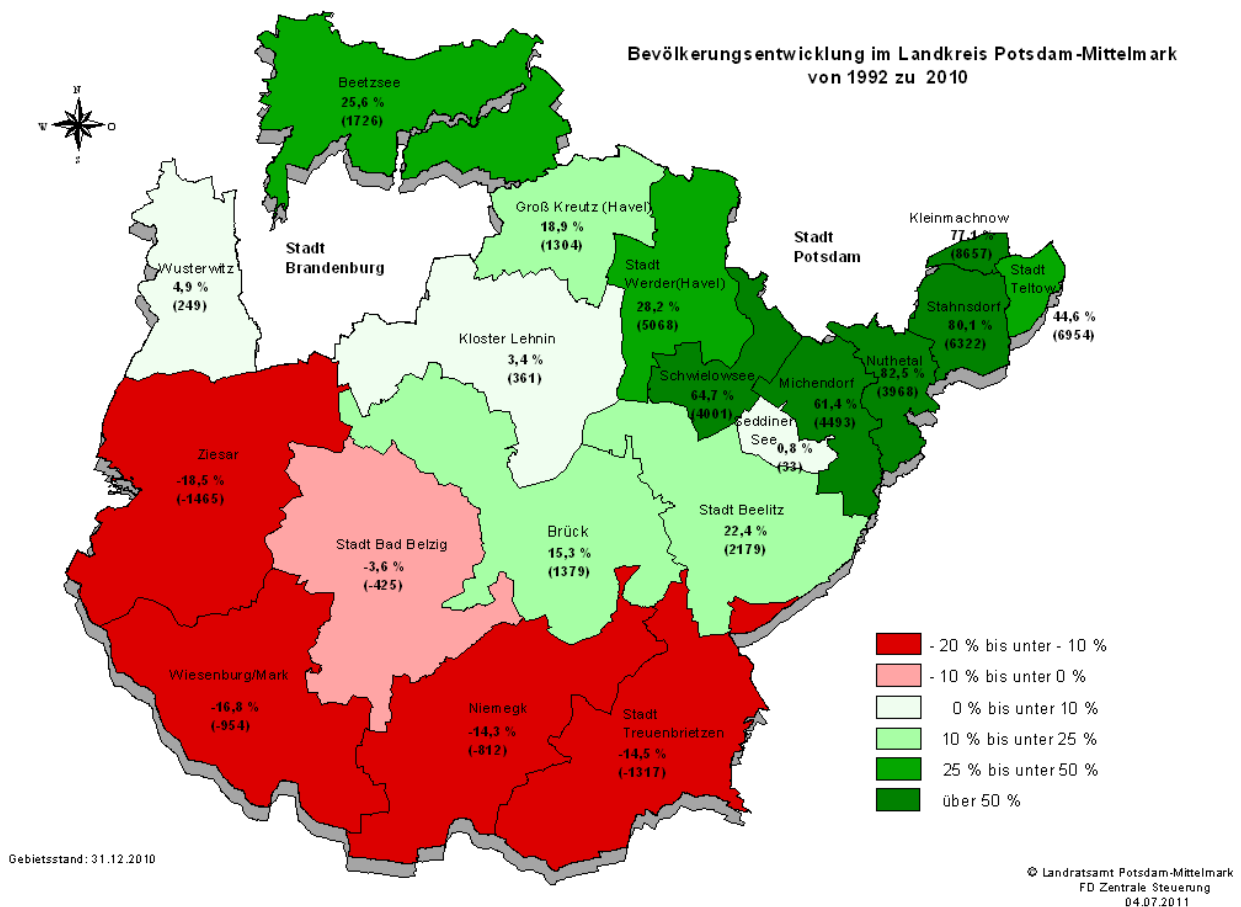 Bevölkerungsentwicklung im Landkreis Potsdam-Mittelmark
von 1992 zu 2010
N
W
O
S
Beetzsee
25,6 %
(1726)
Groß Kreutz (Havel)
18,9 %
(1304)
Stadt
Brandenburg
Stadt
Potsdam
Kleinmachnow
77,1 %
(8657)
Stadt
Teltow
44,6 %
(6954)
Stahnsdorf
80,1 %
(6322)
Wusterwitz
4,9 %
(249)
Stadt
Werder(Havel)
28,2 %
(5068)
Kloster Lehnin
3,4 %
(361)
Schwielowsee
64,7 %
(4001)
Michendorf
61,4 %
(4493)
Nuthetal
82,5 %
(3968)
Seddiner
See
0,8 %
(33)
Ziesar
-18,5 %
(-1465)
Stadt Bad Belzig
-3,6 %
(-425)
Brück
15,3 %
(1379)
Stadt Beelitz
22,4 %
(2179)
Wiesenburg/Mark
-16,8 %
(-954)
Niemegk
-14,3 %
(-812)
Stadt
Treuenbrietzen
-14,5 %
(-1317)
- 20 % bis unter - 10 %
- 10 % bis unter 0 %
0 % bis unter 10 %
10 % bis unter 25 %
25 % bis unter 50 %
über 50 %
Gebietsstand: 31.12.2010
© Landratsamt Potsdam-Mittelmark
FD Zentrale Steuerung
04.07.2011